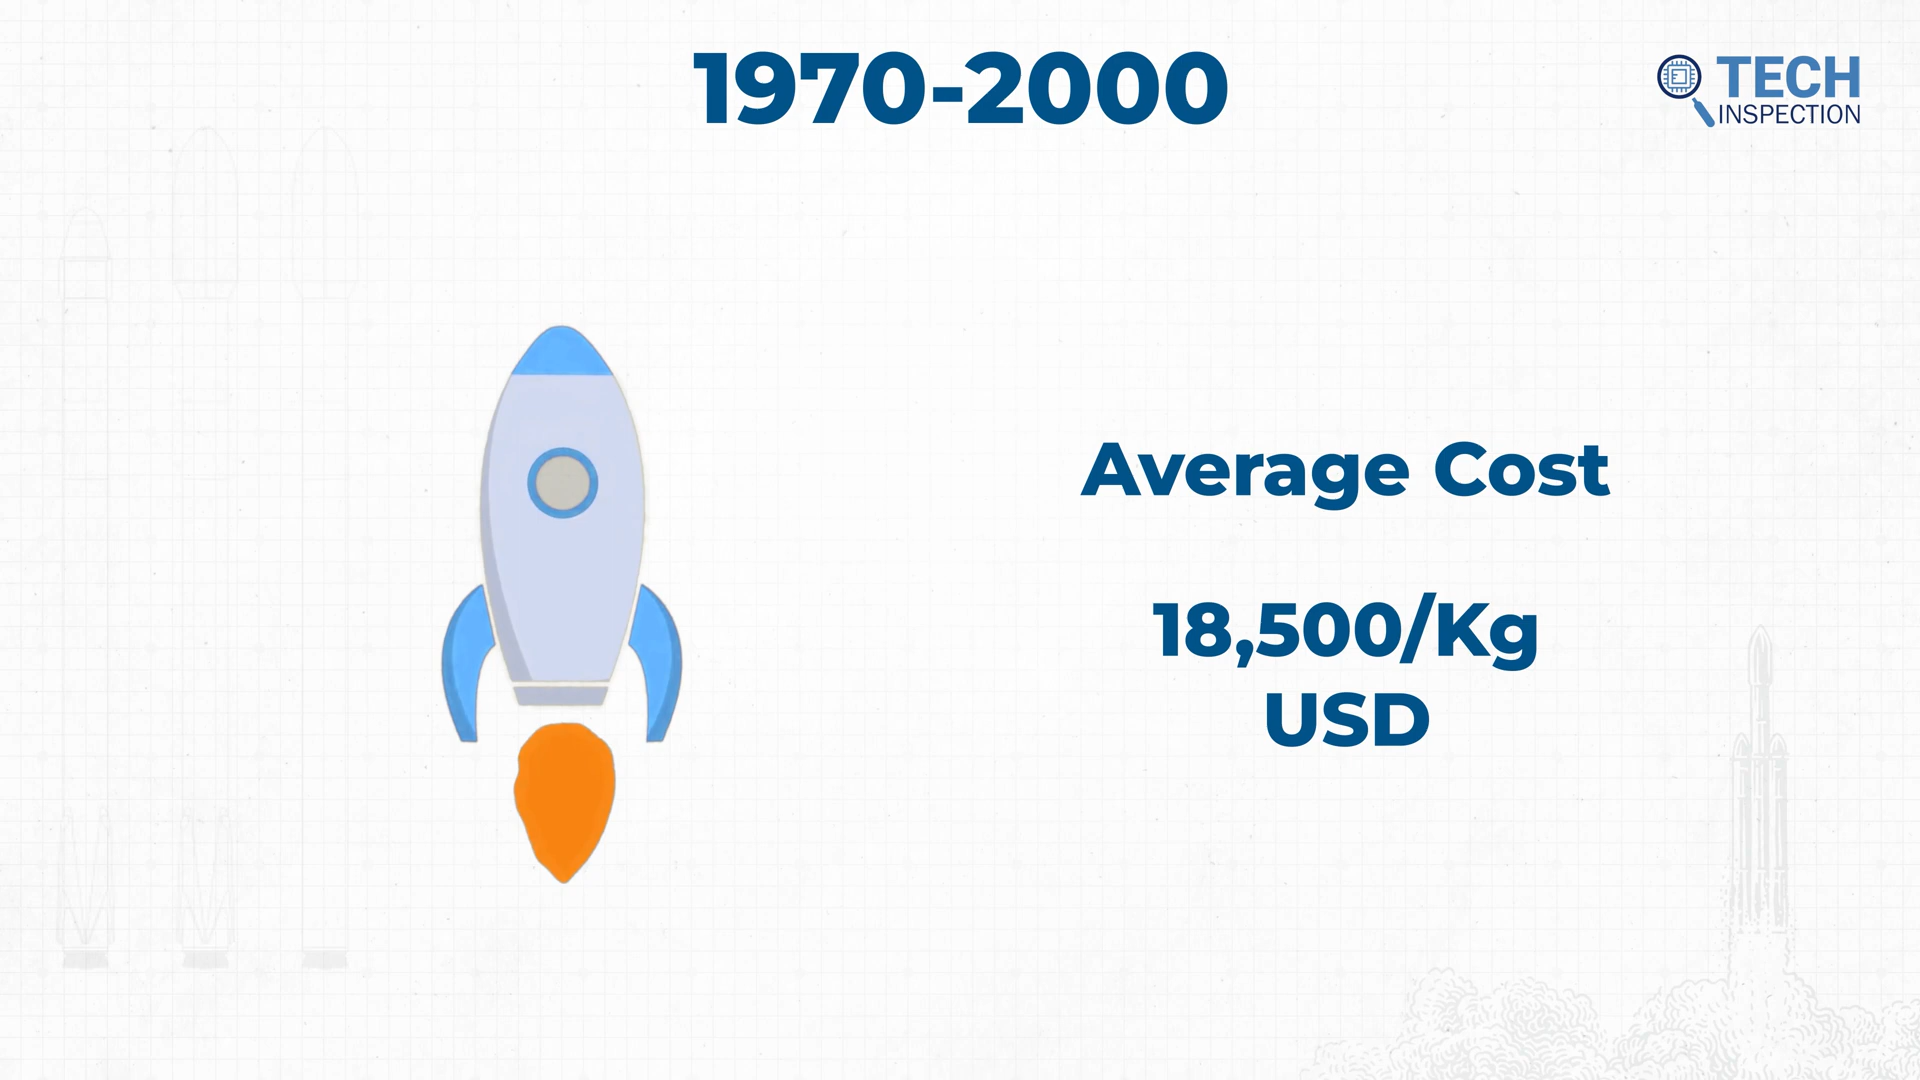 1970-2000
TECH
INSPECTION
Average Cost
18,500/Kg
USD